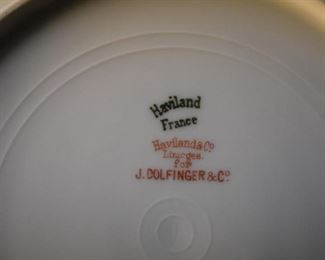 Haviland
France
Haviland & Co
Limoges.
for
J. DOLFINGER & Co.